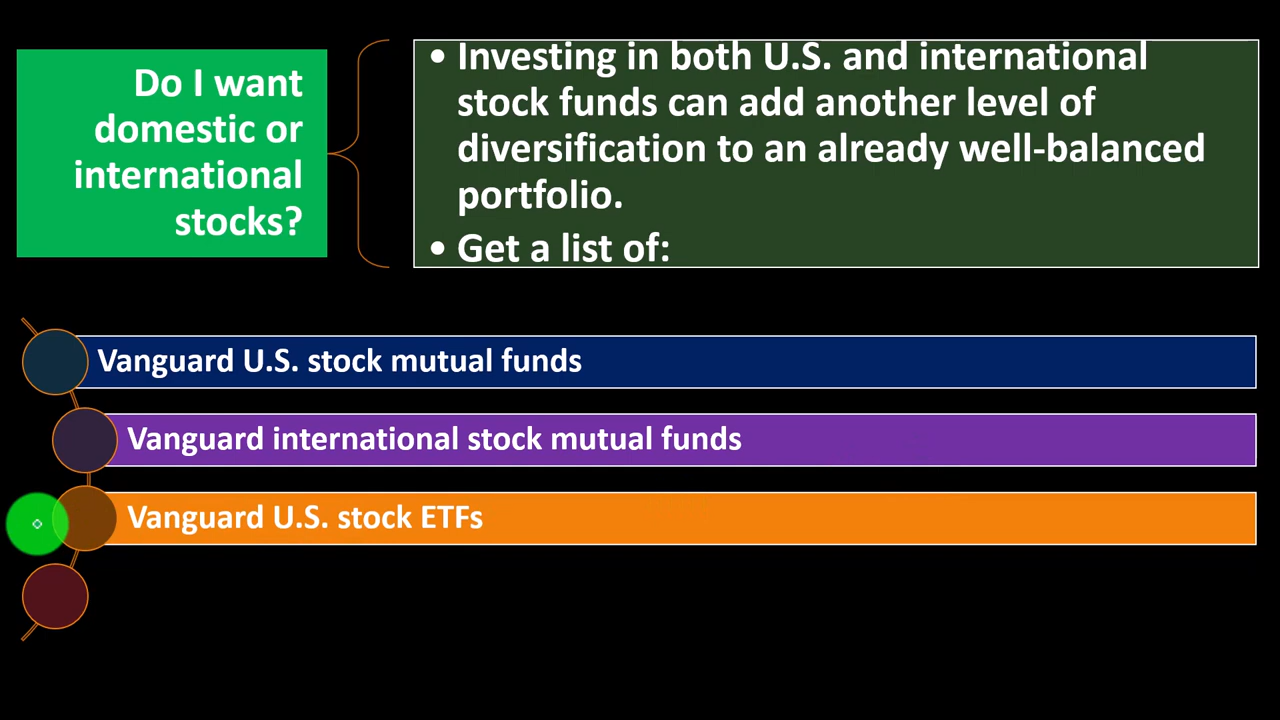 Do I want
domestic or
international
stocks?
• Investing in both U.S. and international
stock funds can add another level of
diversification to an already well-balanced
portfolio.
• Get a list of:
Vanguard U.S. stock mutual funds
Vanguard international stock mutual funds
Vanguard U.S. stock ETFs